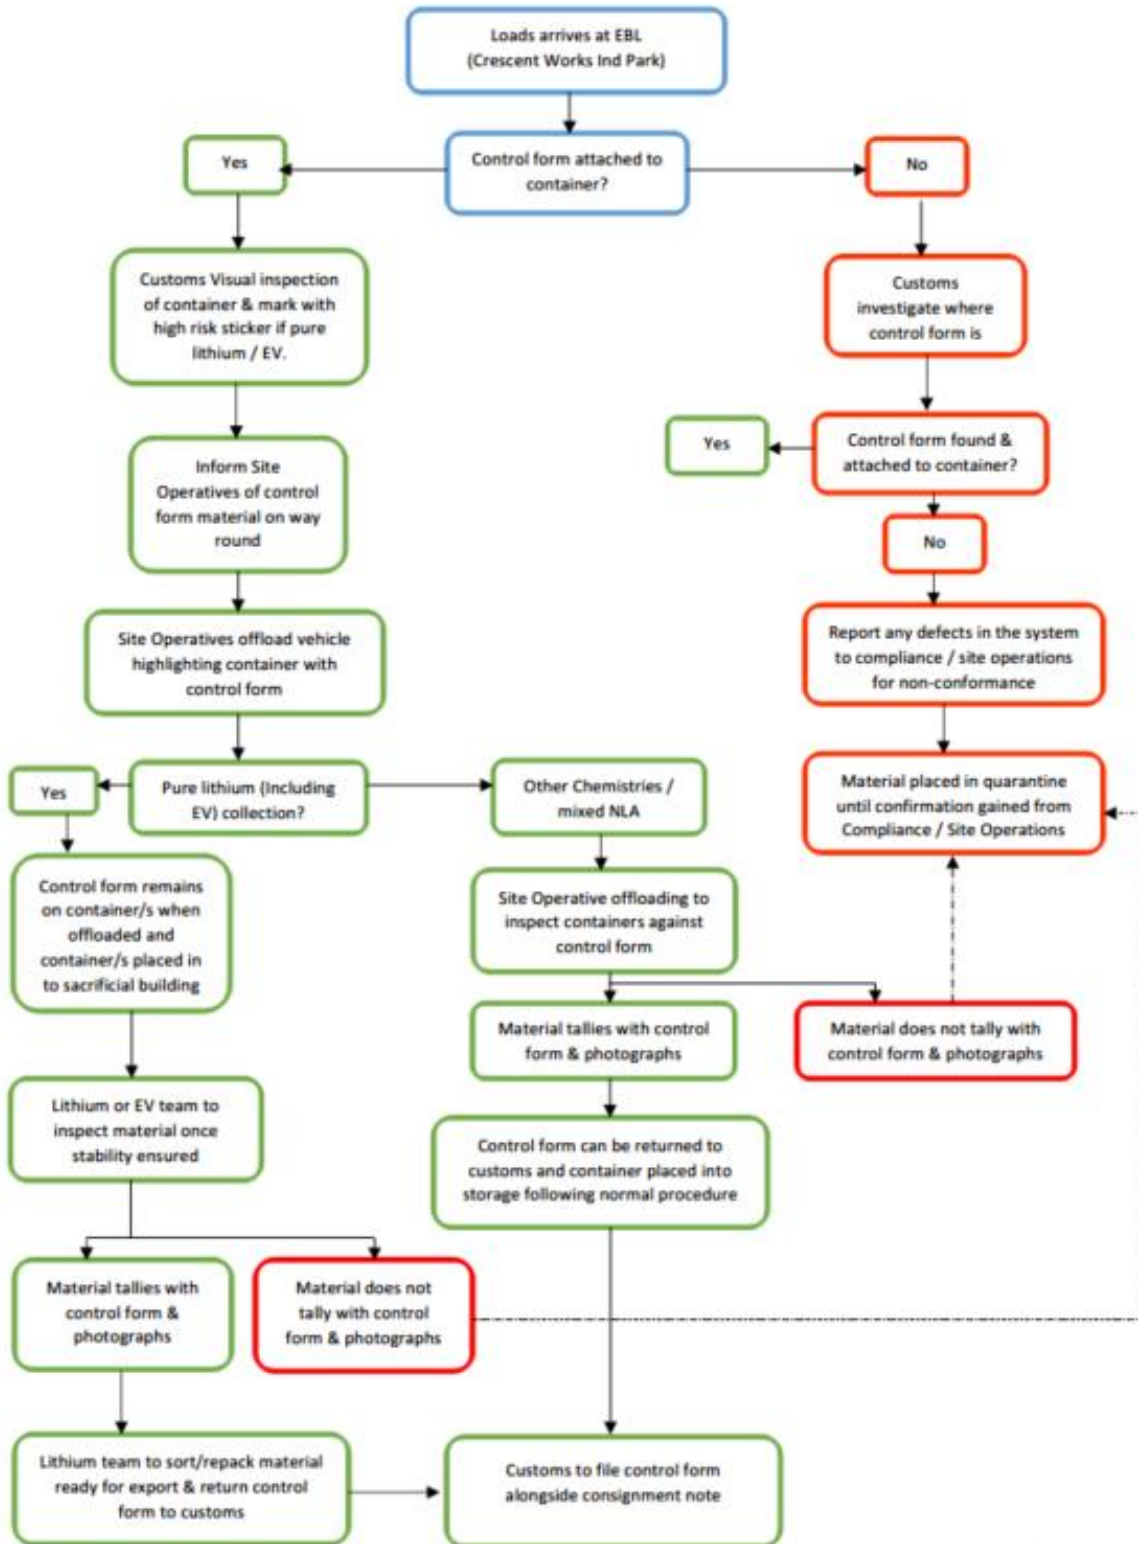 Loads arrives at EBL
(Crescent Works Ind Park)
Control form attached to
container?
Yes
No
Customs Visual inspection
of container & mark with
high risk sticker if pure
lithium / EV.
Customs
investigate where
control form is
Inform Site
Operatives of control
form material on way
round
Yes
Control form found &
attached to container?
No
Site Operatives offload vehicle
highlighting container with
control form
Report any defects in the system
to compliance / site operations
for non-conformance
Yes
Pure lithium (Including
EV) collection?
Other Chemistries /
mixed NLA
Material placed in quarantine
until confirmation gained from
Compliance / Site Operations
Control form remains
on container/s when
offloaded and
container/s placed in
to sacrificial building
Site Operative offloading to
inspect containers against
control form
Material tallies with control
form & photographs
Material does not tally with
control form & photographs
Lithium or EV team to
inspect material once
stability ensured
Control form can be returned to
customs and container placed into
storage following normal procedure
Material tallies with
control form &
photographs
Material does not
tally with control
form & photographs
Lithium team to sort/repack material
ready for export & return control
form to customs
Customs to file control form
alongside consignment note